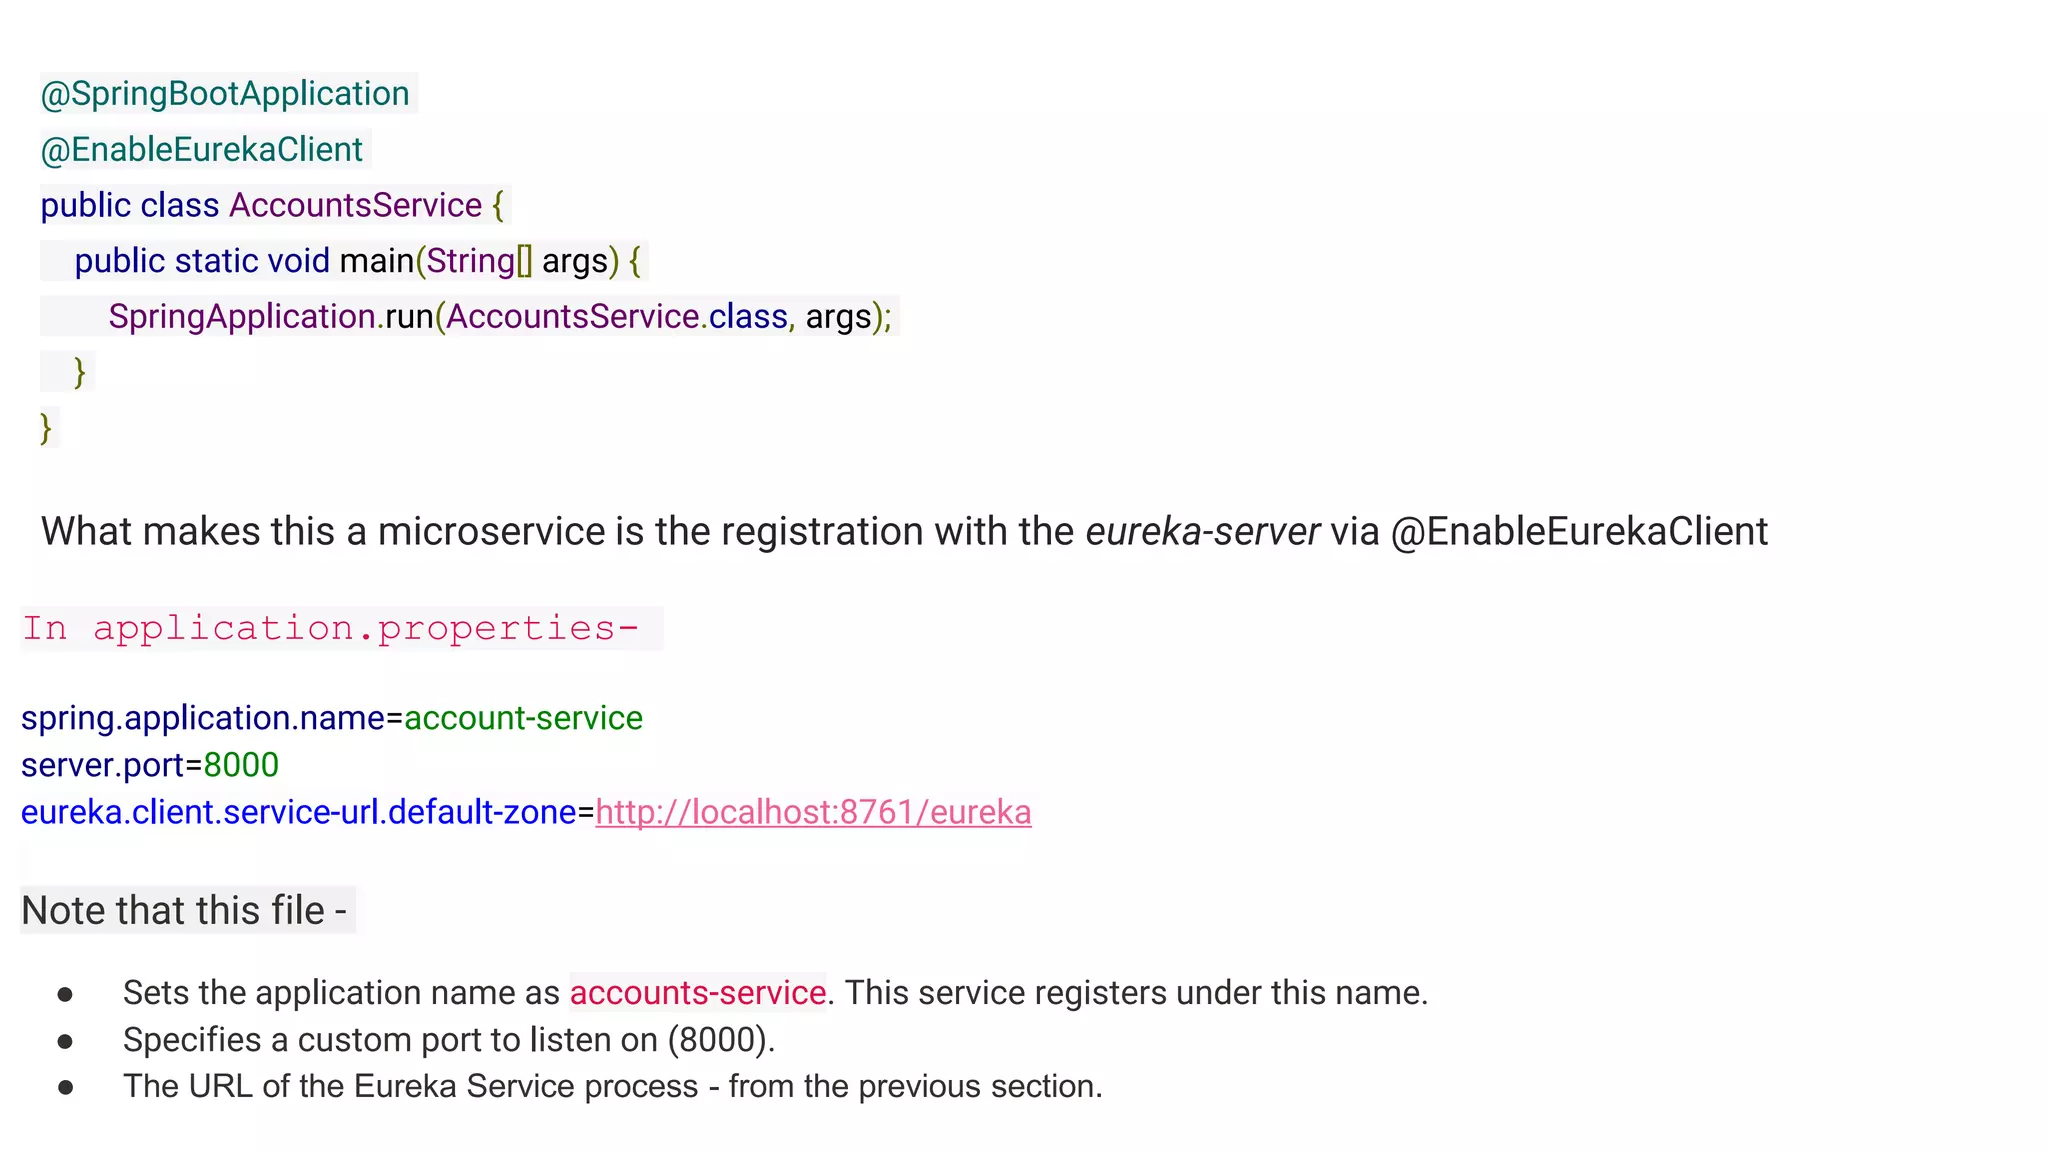 @SpringBootApplication
@EnableEurekaClient
public class AccountsService {
public static void main(String[] args) {
SpringApplication.run(AccountsService.class, args);
}
}
What makes this a microservice is the registration with the eureka-server via @EnableEurekaClient
In application.properties-
spring.application.name=account-service
server.port=8000
eureka.client.service-url.default-zone=http://localhost:8761/eureka
Note that this file -
● Sets the application name as accounts-service. This service registers under this name.
● Specifies a custom port to listen on (8000).
● The URL of the Eureka Service process - from the previous section.